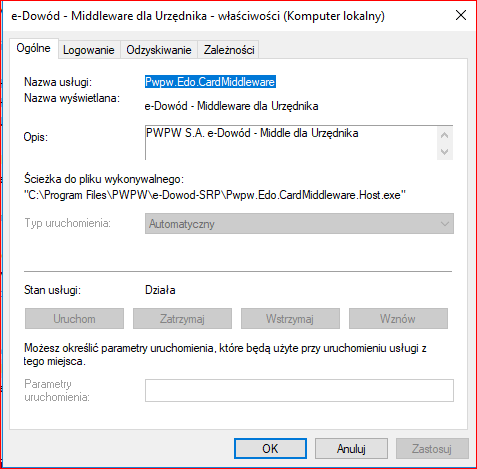 e-Dowód - Middleware dla Urzędnika - właściwości (Komputer lokalny)
Ogólne Logowanie Odzyskiwanie Zależności
Nazwa usługi: Pwpw.Edo.CardMiddleware
Nazwa wyświetlana: e-Dowód - Middleware dla Urzędnika
Opis: PWPW S.A. e-Dowód - Middle dla Urzędnika
Ścieżka do pliku wykonywalnego:
"C:\Program Files\PWPW\e-Dowod-SRP\Pwpw.Edo.CardMiddleware.Host.exe"
Typ uruchomienia: Automatyczny
Stan usługi: Działa
Uruchom Zatrzymaj Wstrzymaj Wznów
Możesz określić parametry uruchomienia, które będą użyte przy uruchomieniu usługi z
tego miejsca.
Parametry
uruchomienia:
OK Anuluj Zastosuj